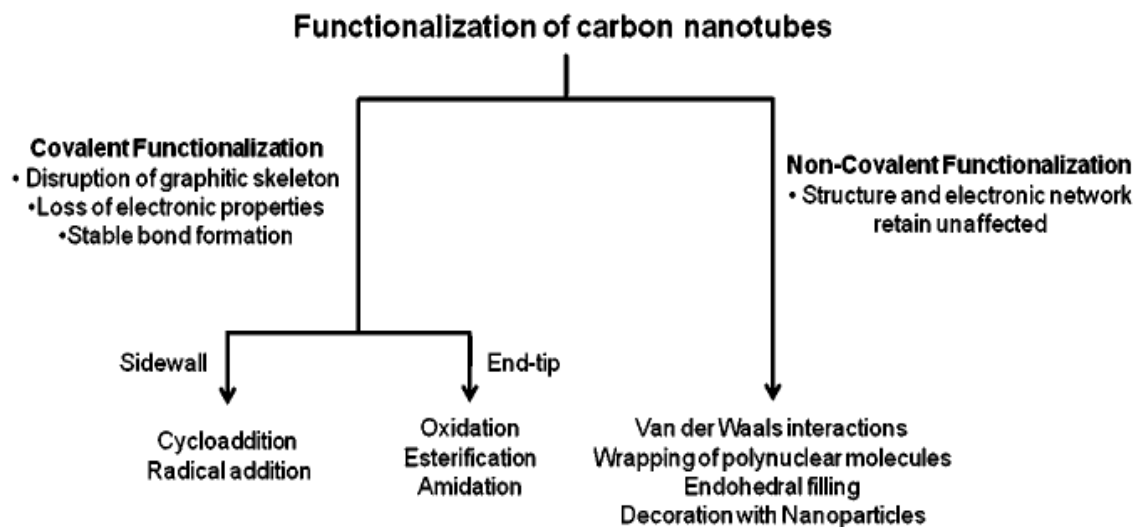 Functionalization of carbon nanotubes
Covalent Functionalization
• Disruption of graphitic skeleton
•Loss of electronic properties
•Stable bond formation
Non-Covalent Functionalization
• Structure and electronic network
retain unaffected
Sidewall
End-tip
Cycloaddition
Radical addition
Oxidation
Esterification
Amidation
Van der Waals interactions
Wrapping of polynuclear molecules
Endohedral filling
Decoration with Nanoparticles